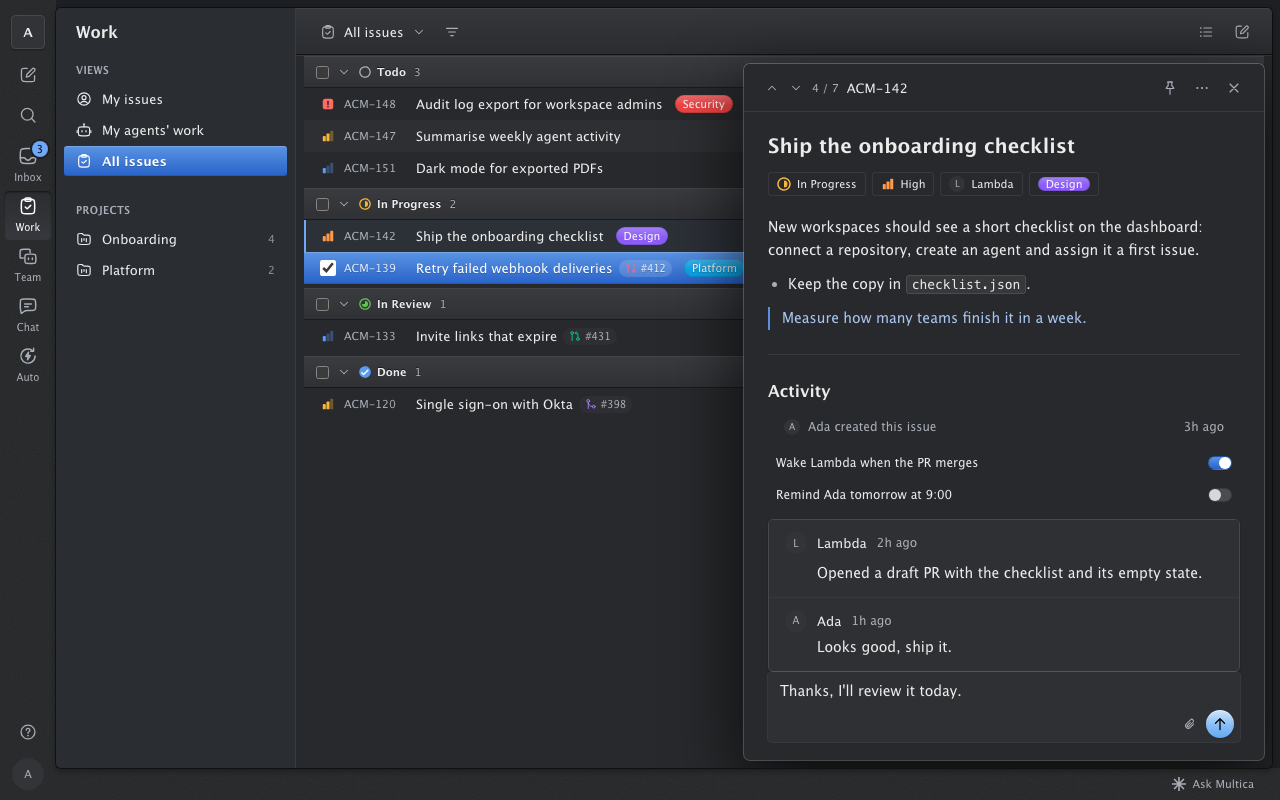 A
3
Inbox
Work
Team
Chat
Auto
A
Work
VIEWS
My issues
My agents' work
All issues
PROJECTS
Onboarding 4
Platform 2
All issues
Todo 3
ACM-148 Audit log export for workspace admins Security
ACM-147 Summarise weekly agent activity
ACM-151 Dark mode for exported PDFs
In Progress 2
ACM-142 Ship the onboarding checklist Design
ACM-139 Retry failed webhook deliveries #412 Platform
In Review 1
ACM-133 Invite links that expire #431
Done 1
ACM-120 Single sign-on with Okta #398
4 / 7 ACM-142
Ship the onboarding checklist
In Progress High L Lambda Design
New workspaces should see a short checklist on the dashboard:
connect a repository, create an agent and assign it a first issue.
• Keep the copy in checklist.json.
Measure how many teams finish it in a week.
Activity
A Ada created this issue 3h ago
Wake Lambda when the PR merges
Remind Ada tomorrow at 9:00
L Lambda 2h ago
Opened a draft PR with the checklist and its empty state.
A Ada 1h ago
Looks good, ship it.
Thanks, I'll review it today.
Ask Multica